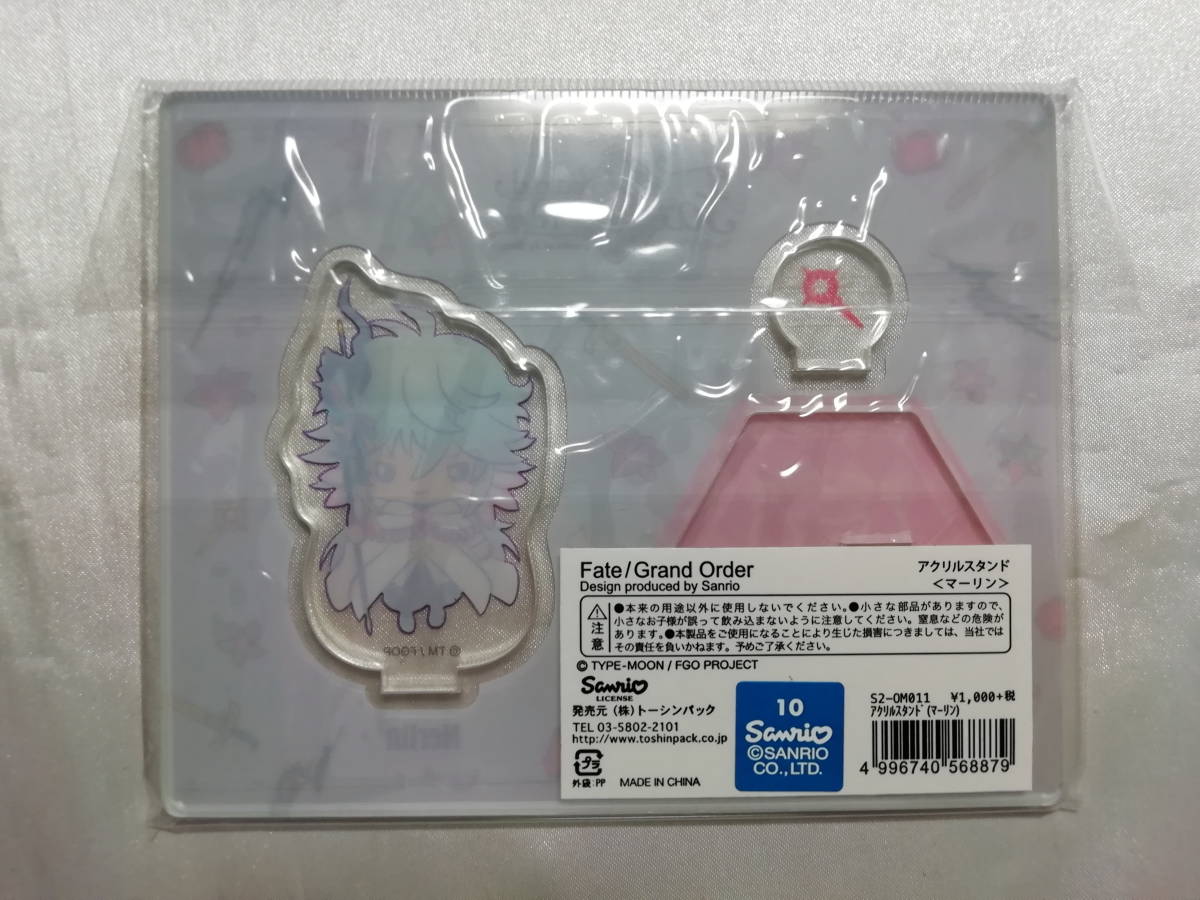 Fate/Grand Order
Design produced by Sanrio
アクリルスタンド
<マーリン>
注意
●本来の用途以外に使用しないでください。●小さな部品がありますので、
小さなお子様が誤って飲み込まないように注意してください。窒息などの危険
があります。●本製品をご使用になることにより生じた損害につきましては、当社では
その責任を負いかねます。予めご了承ください。
© TYPE-MOON / FGO PROJECT
Sanrio
LICENSE
発売元 (株)トーシンパック
TEL 03-5802-2101
http://www.toshinpack.co.jp
プラ
外袋:PP
MADE IN CHINA
10
Sanrio
©SANRIO
CO.,LTD.
S2-OM011 ¥1,000+税
アクリルスタンド(マーリン)
4 996740 568879
©TM / FGOP
Merlin